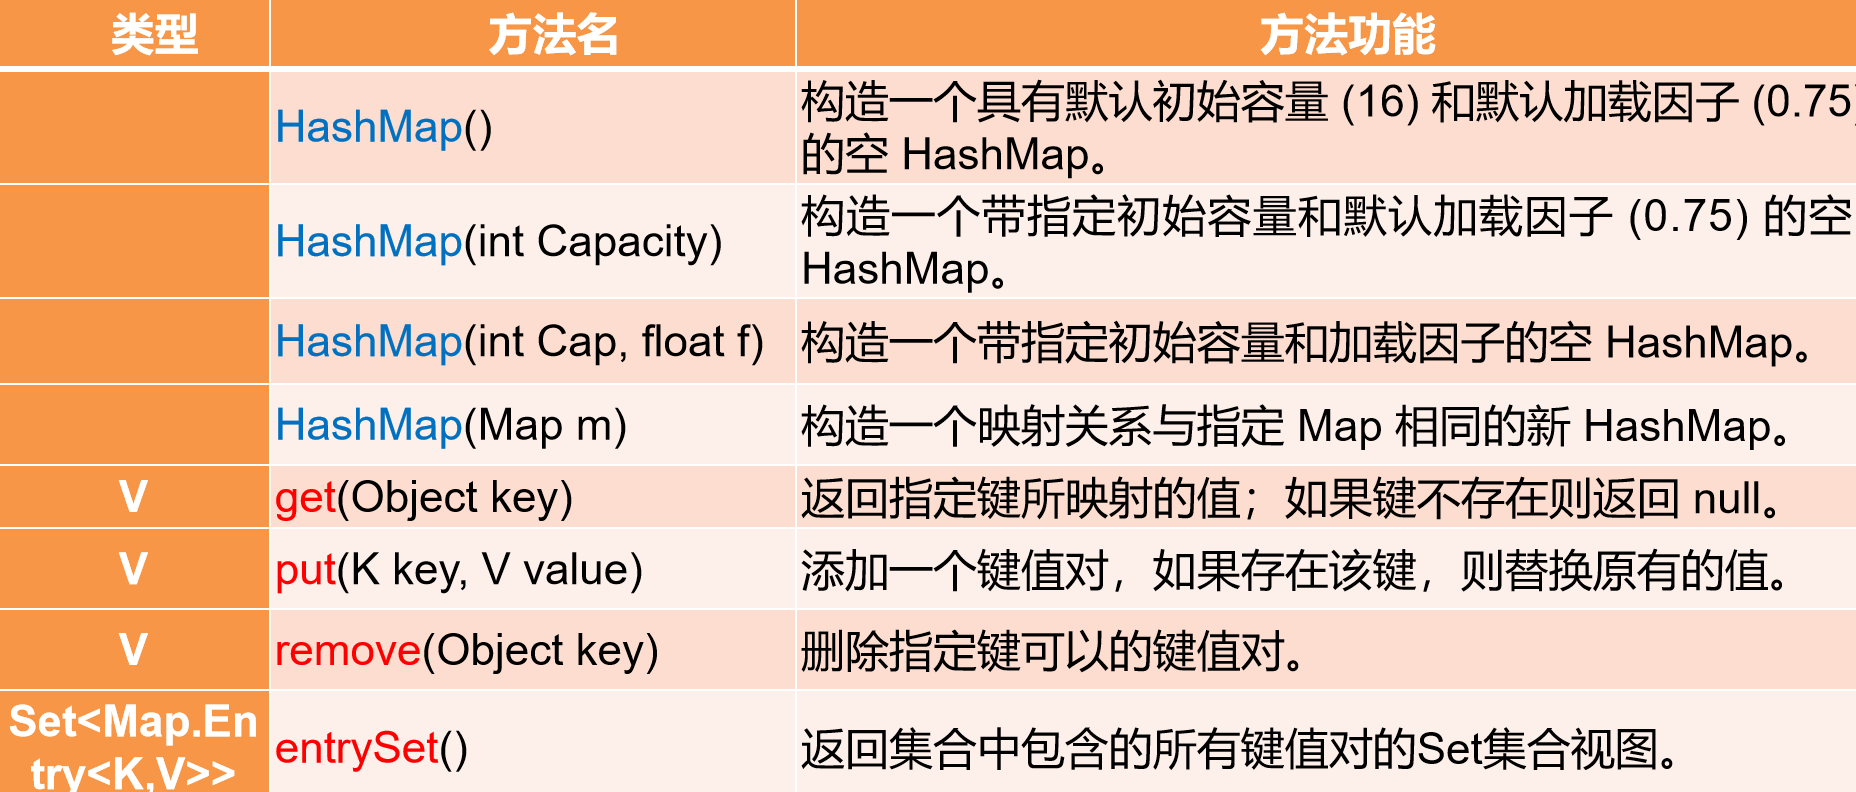 类型 方法名 方法功能
HashMap() 构造一个具有默认初始容量 (16) 和默认加载因子 (0.75)
的空 HashMap。
HashMap(int Capacity) 构造一个带指定初始容量和默认加载因子 (0.75) 的空
HashMap。
HashMap(int Cap, float f) 构造一个带指定初始容量和加载因子的空 HashMap。
HashMap(Map m) 构造一个映射关系与指定 Map 相同的新 HashMap。
V get(Object key) 返回指定键所映射的值；如果键不存在则返回 null。
V put(K key, V value) 添加一个键值对，如果存在该键，则替换原有的值。
V remove(Object key) 删除指定键可以的键值对。
Set<Map.En
try<K,V>> entrySet() 返回集合中包含的所有键值对的Set集合视图。